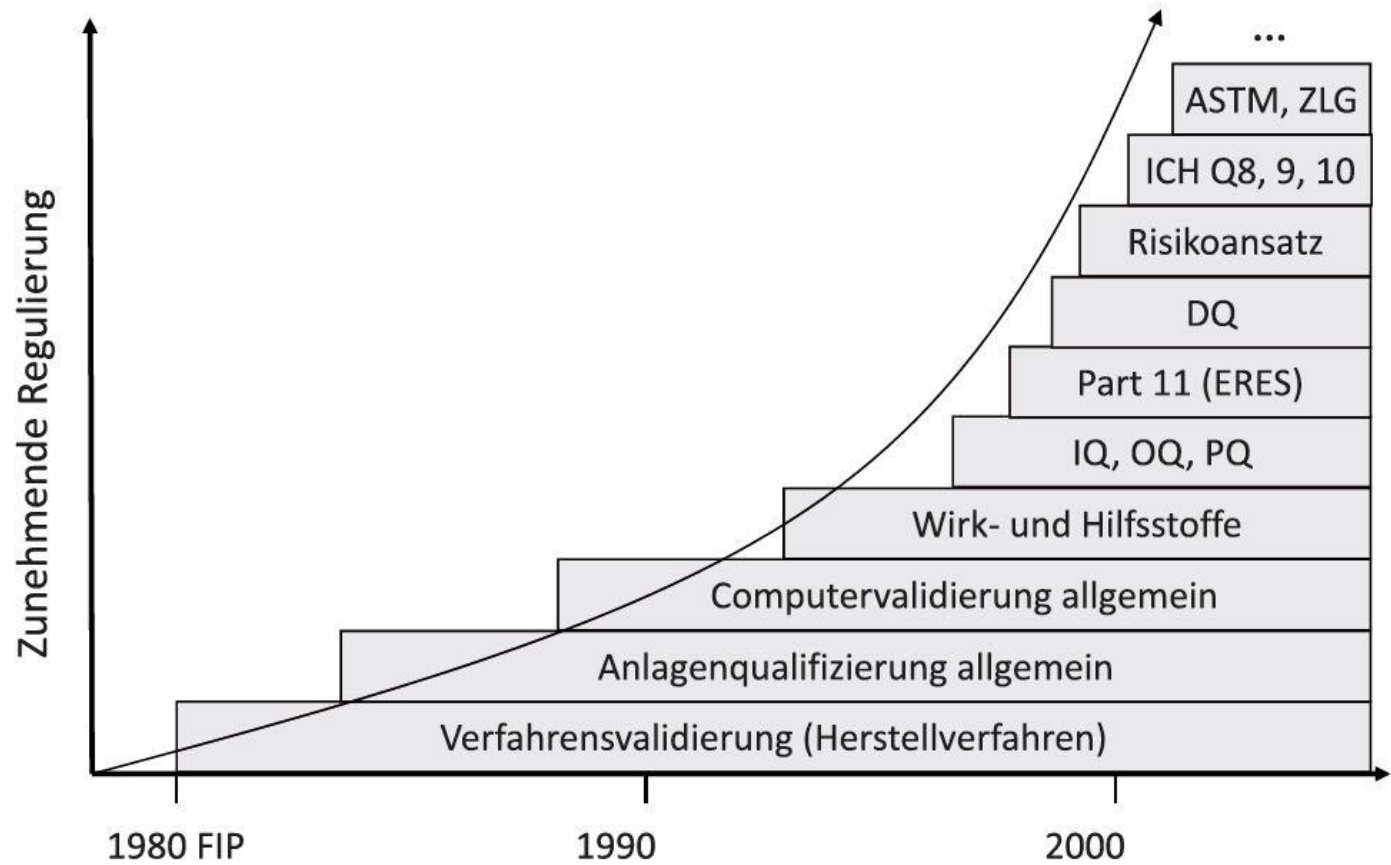 Zunehmende Regulierung
...
ASTM, ZLG
ICH Q8, 9, 10
Risikoansatz
DQ
Part 11 (ERES)
IQ, OQ, PQ
Wirk- und Hilfsstoffe
Computervalidierung allgemein
Anlagenqualifizierung allgemein
Verfahrensvalidierung (Herstellverfahren)
1980 FIP
1990
2000